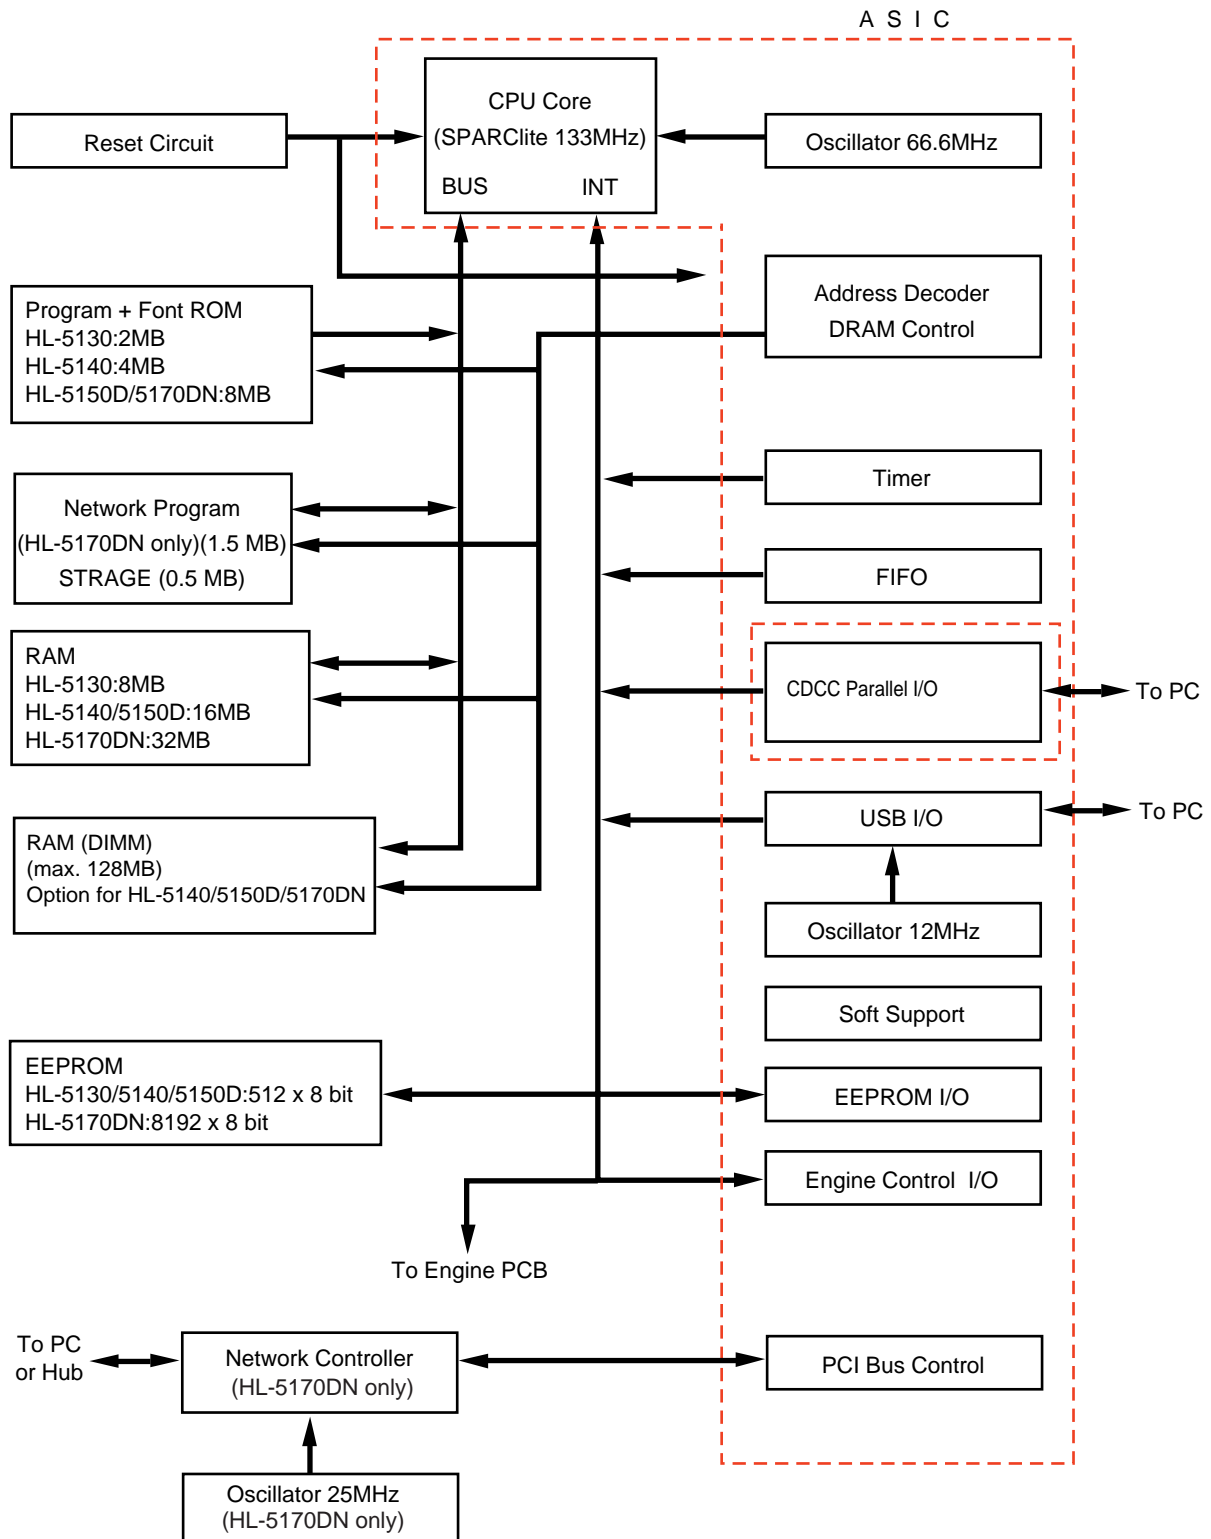 A S I C
CPU Core
(SPARClite 133MHz)
BUS INT
Reset Circuit
Oscillator 66.6MHz
Address Decoder
DRAM Control
Program + Font ROM
HL-5130:2MB
HL-5140:4MB
HL-5150D/5170DN:8MB
Timer
Network Program
(HL-5170DN only)(1.5 MB)
STRAGE (0.5 MB)
FIFO
RAM
HL-5130:8MB
HL-5140/5150D:16MB
HL-5170DN:32MB
CDCC Parallel I/O
To PC
USB I/O
To PC
RAM (DIMM)
(max. 128MB)
Option for HL-5140/5150D/5170DN
Oscillator 12MHz
Soft Support
EEPROM
HL-5130/5140/5150D:512 x 8 bit
HL-5170DN:8192 x 8 bit
EEPROM I/O
Engine Control I/O
To Engine PCB
To PC
or Hub
Network Controller
(HL-5170DN only)
PCI Bus Control
Oscillator 25MHz
(HL-5170DN only)